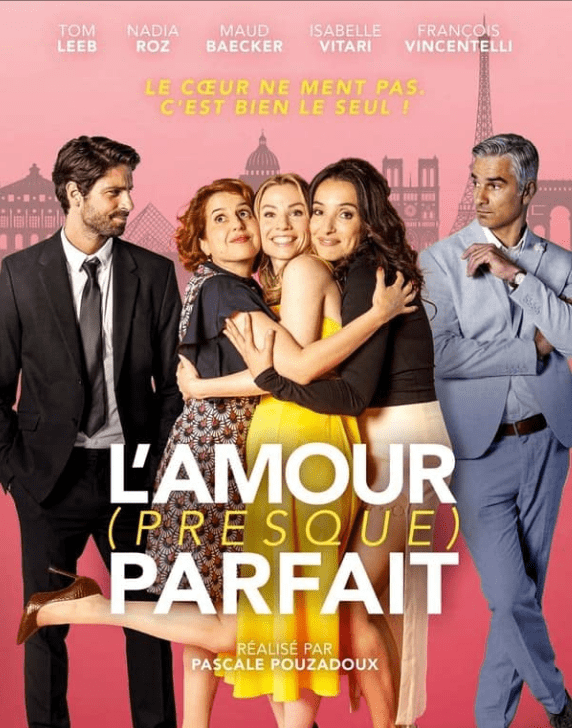 TOM LEEB
NADIA ROZ
MAUD BAECKER
ISABELLE VITARI
FRANÇOIS VINCENTELLI
LE CŒUR NE MENT PAS.
C'EST BIEN LE SEUL !
L'AMOUR
(PRESQUE)
PARFAIT
RÉALISÉ PAR
PASCALE POUZADOUX